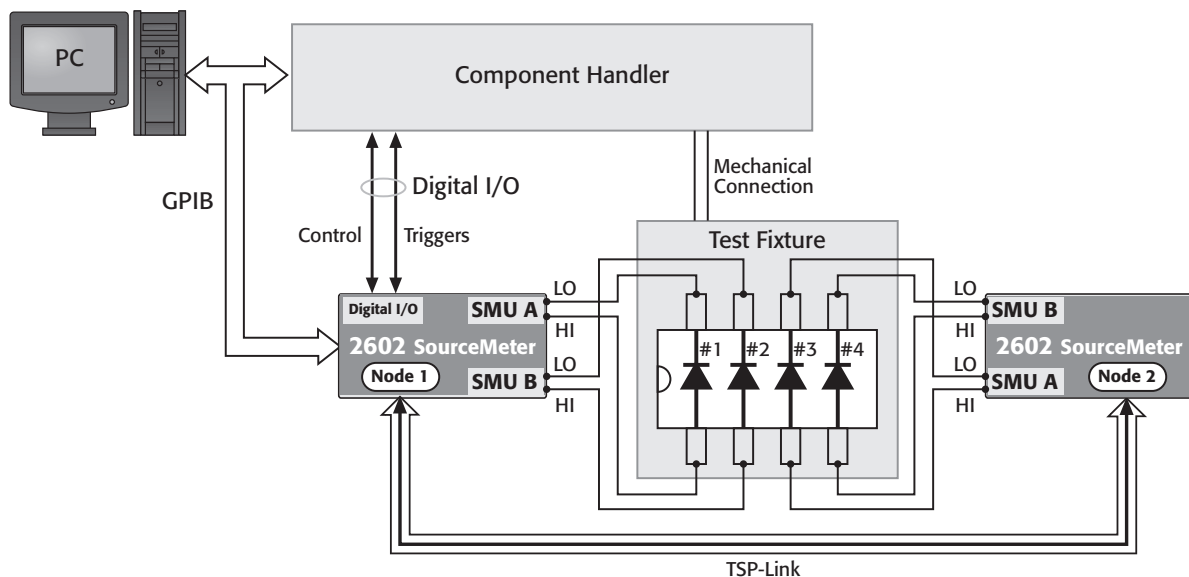 PC
Component Handler
GPIB
Digital I/O
Mechanical
Connection
Control
Triggers
Test Fixture
Digital I/O
SMU A
2602 SourceMeter
Node 1
SMU B
LO
HI
LO
HI
#1
#2
#3
#4
LO
HI
LO
HI
SMU B
2602 SourceMeter
SMU A
Node 2
TSP-Link